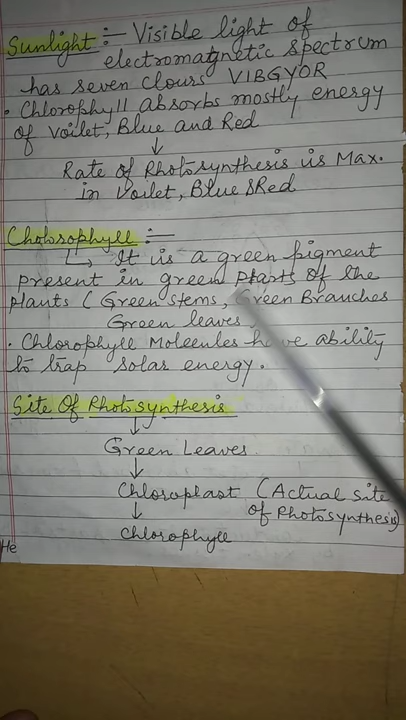 Sunlight :- Visible light of
electromagnetic spectrum
has seven clours VIBGYOR
• Chlorophyll absorbs mostly energy
of Voilet, Blue and Red
↓
Rate of Photosynthesis is Max.
in Voilet, Blue & Red
Cholorophyll :-
↳ It is a green pigment
present in green parts of the
plants (Green stems, Green Branches
Green leaves
• Chlorophyll Molecules have ability
to trap solar energy.
Site Of Photosynthesis
↓
Green Leaves
↓
Chloroplast (Actual site
of Photosynthesis)
↓
Chlorophyll
He